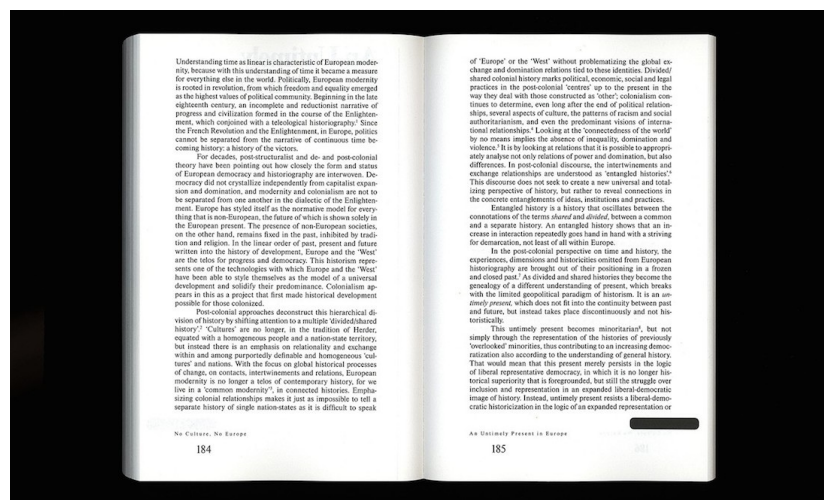 Understanding time as linear is characteristic of European moder-
nity, because with this understanding of time it became a measure
for everything else in the world. Politically, European modernity
is rooted in revolution, from which freedom and equality emerged
as the highest values of political community. Beginning in the late
eighteenth century, an incomplete and reductionist narrative of
progress and civilization formed in the course of the Enlighten-
ment, which conjoined with a teleological historiography.¹ Since
the French Revolution and the Enlightenment, in Europe, politics
cannot be separated from the narrative of continuous time be-
coming history: a history of the victors.
For decades, post-structuralist and de- and post-colonial
theory have been pointing out how closely the form and status
of European democracy and historiography are interwoven. De-
mocracy did not crystallize independently from capitalist expan-
sion and domination, and modernity and colonialism are not to
be separated from one another in the dialectic of the Enlighten-
ment. Europe has styled itself as the normative model for every-
thing that is non-European, the future of which is shown solely in
the European present. The presence of non-European societies,
on the other hand, remains fixed in the past, inhibited by tradi-
tion and religion. In the linear order of past, present and future
written into the history of development, Europe and the 'West'
are the telos for progress and democracy. This historism repre-
sents one of the technologies with which Europe and the 'West'
have been able to style themselves as the model of a universal
development and solidify their predominance. Colonialism ap-
pears in this as a project that first made historical development
possible for those colonized.
Post-colonial approaches deconstruct this hierarchical di-
vision of history by shifting attention to a multiple 'divided/shared
history'.² 'Cultures' are no longer, in the tradition of Herder,
equated with a homogeneous people and a nation-state territory,
but instead there is an emphasis on relationality and exchange
within and among purportedly definable and homogeneous 'cul-
tures' and nations. With the focus on global historical processes
of change, on contacts, intertwinements and relations, European
modernity is no longer a telos of contemporary history, for we
live in a 'common modernity'³, in connected histories. Empha-
sizing colonial relationships makes it just as impossible to tell a
separate history of single nation-states as it is difficult to speak
No Culture, No Europe
184
of 'Europe' or the 'West' without problematizing the global ex-
change and domination relations tied to these identities. Divided/
shared colonial history marks political, economic, social and legal
practices in the post-colonial 'centres' up to the present in the
way they deal with those constructed as 'other'; colonialism con-
tinues to determine, even long after the end of political relation-
ships, several aspects of culture, the patterns of racism and social
authoritarianism, and even the predominant visions of interna-
tional relationships.⁴ Looking at the 'connectedness of the world'
by no means implies the absence of inequality, domination and
violence.⁵ It is by looking at relations that it is possible to appropri-
ately analyse not only relations of power and domination, but also
differences. In post-colonial discourse, the intertwinements and
exchange relationships are understood as 'entangled histories'.⁶
This discourse does not seek to create a new universal and total-
izing perspective of history, but rather to reveal connections in
the concrete entanglements of ideas, institutions and practices.
Entangled history is a history that oscillates between the
connotations of the terms shared and divided, between a common
and a separate history. An entangled history shows that an in-
crease in interaction repeatedly goes hand in hand with a striving
for demarcation, not least of all within Europe.
In the post-colonial perspective on time and history, the
experiences, dimensions and historicities omitted from European
historiography are brought out of their positioning in a frozen
and closed past.⁷ As divided and shared histories they become the
genealogy of a different understanding of present, which breaks
with the limited geopolitical paradigm of historism. It is an un-
timely present, which does not fit into the continuity between past
and future, but instead takes place discontinuously and not his-
toristically.
This untimely present becomes minoritarian⁸, but not
simply through the representation of the histories of previously
'overlooked' minorities, thus contributing to an increasing democ-
ratization also according to the understanding of general history.
That would mean that this present merely persists in the logic
of liberal representative democracy, in which it is no longer his-
torical superiority that is foregrounded, but still the struggle over
inclusion and representation in an expanded liberal-democratic
image of history. Instead, untimely present resists a liberal-demo-
cratic historicization in the logic of an expanded representation or
An Untimely Present in Europe
185